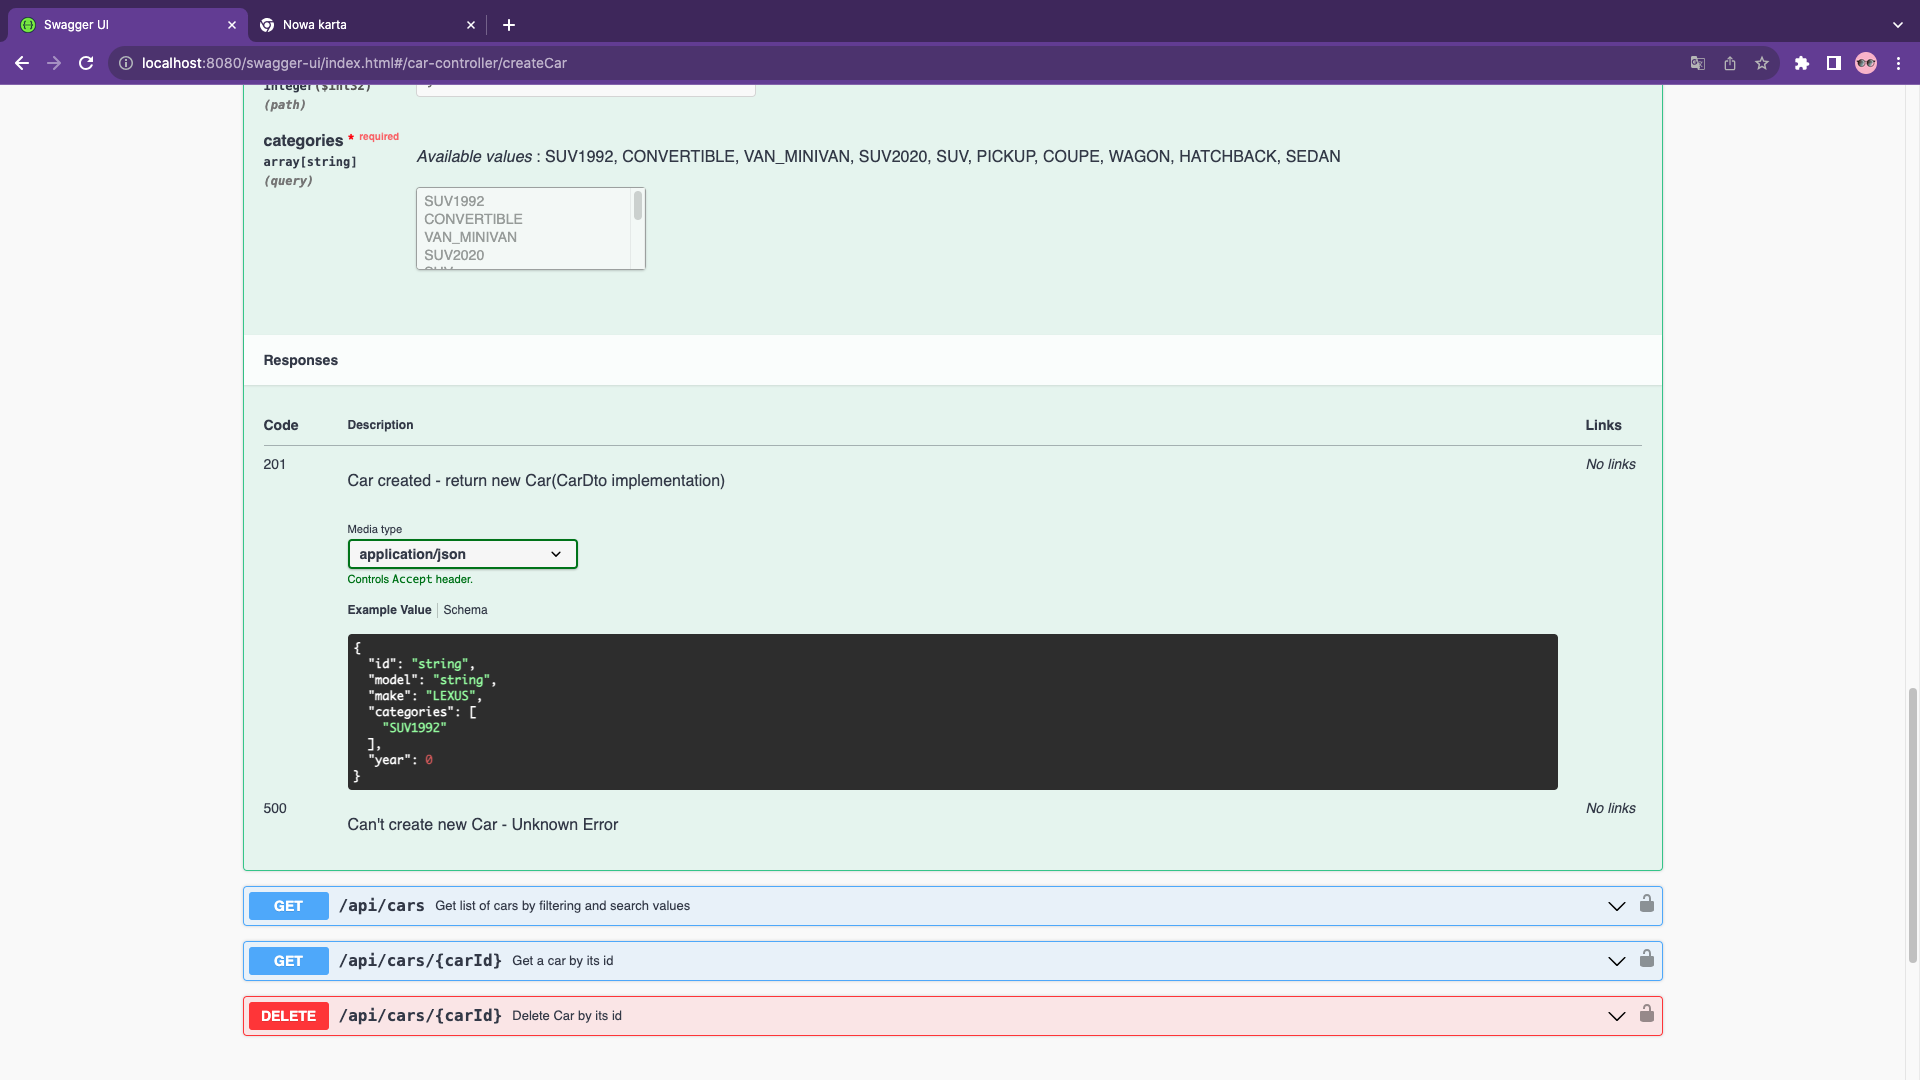 Swagger UI
Nowa karta
localhost:8080/swagger-ui/index.html#/car-controller/createCar
integer($int32)
(path)
categories * required
array[string]
(query)
Available values : SUV1992, CONVERTIBLE, VAN_MINIVAN, SUV2020, SUV, PICKUP, COUPE, WAGON, HATCHBACK, SEDAN
SUV1992
CONVERTIBLE
VAN_MINIVAN
SUV2020
SUV
Responses
Code Description Links
201 No links
Car created - return new Car(CarDto implementation)
Media type
application/json
Controls Accept header.
Example Value Schema
{
"id": "string",
"model": "string",
"make": "LEXUS",
"categories": [
"SUV1992"
],
"year": 0
}
500 No links
Can't create new Car - Unknown Error
GET /api/cars Get list of cars by filtering and search values
GET /api/cars/{carId} Get a car by its id
DELETE /api/cars/{carId} Delete Car by its id